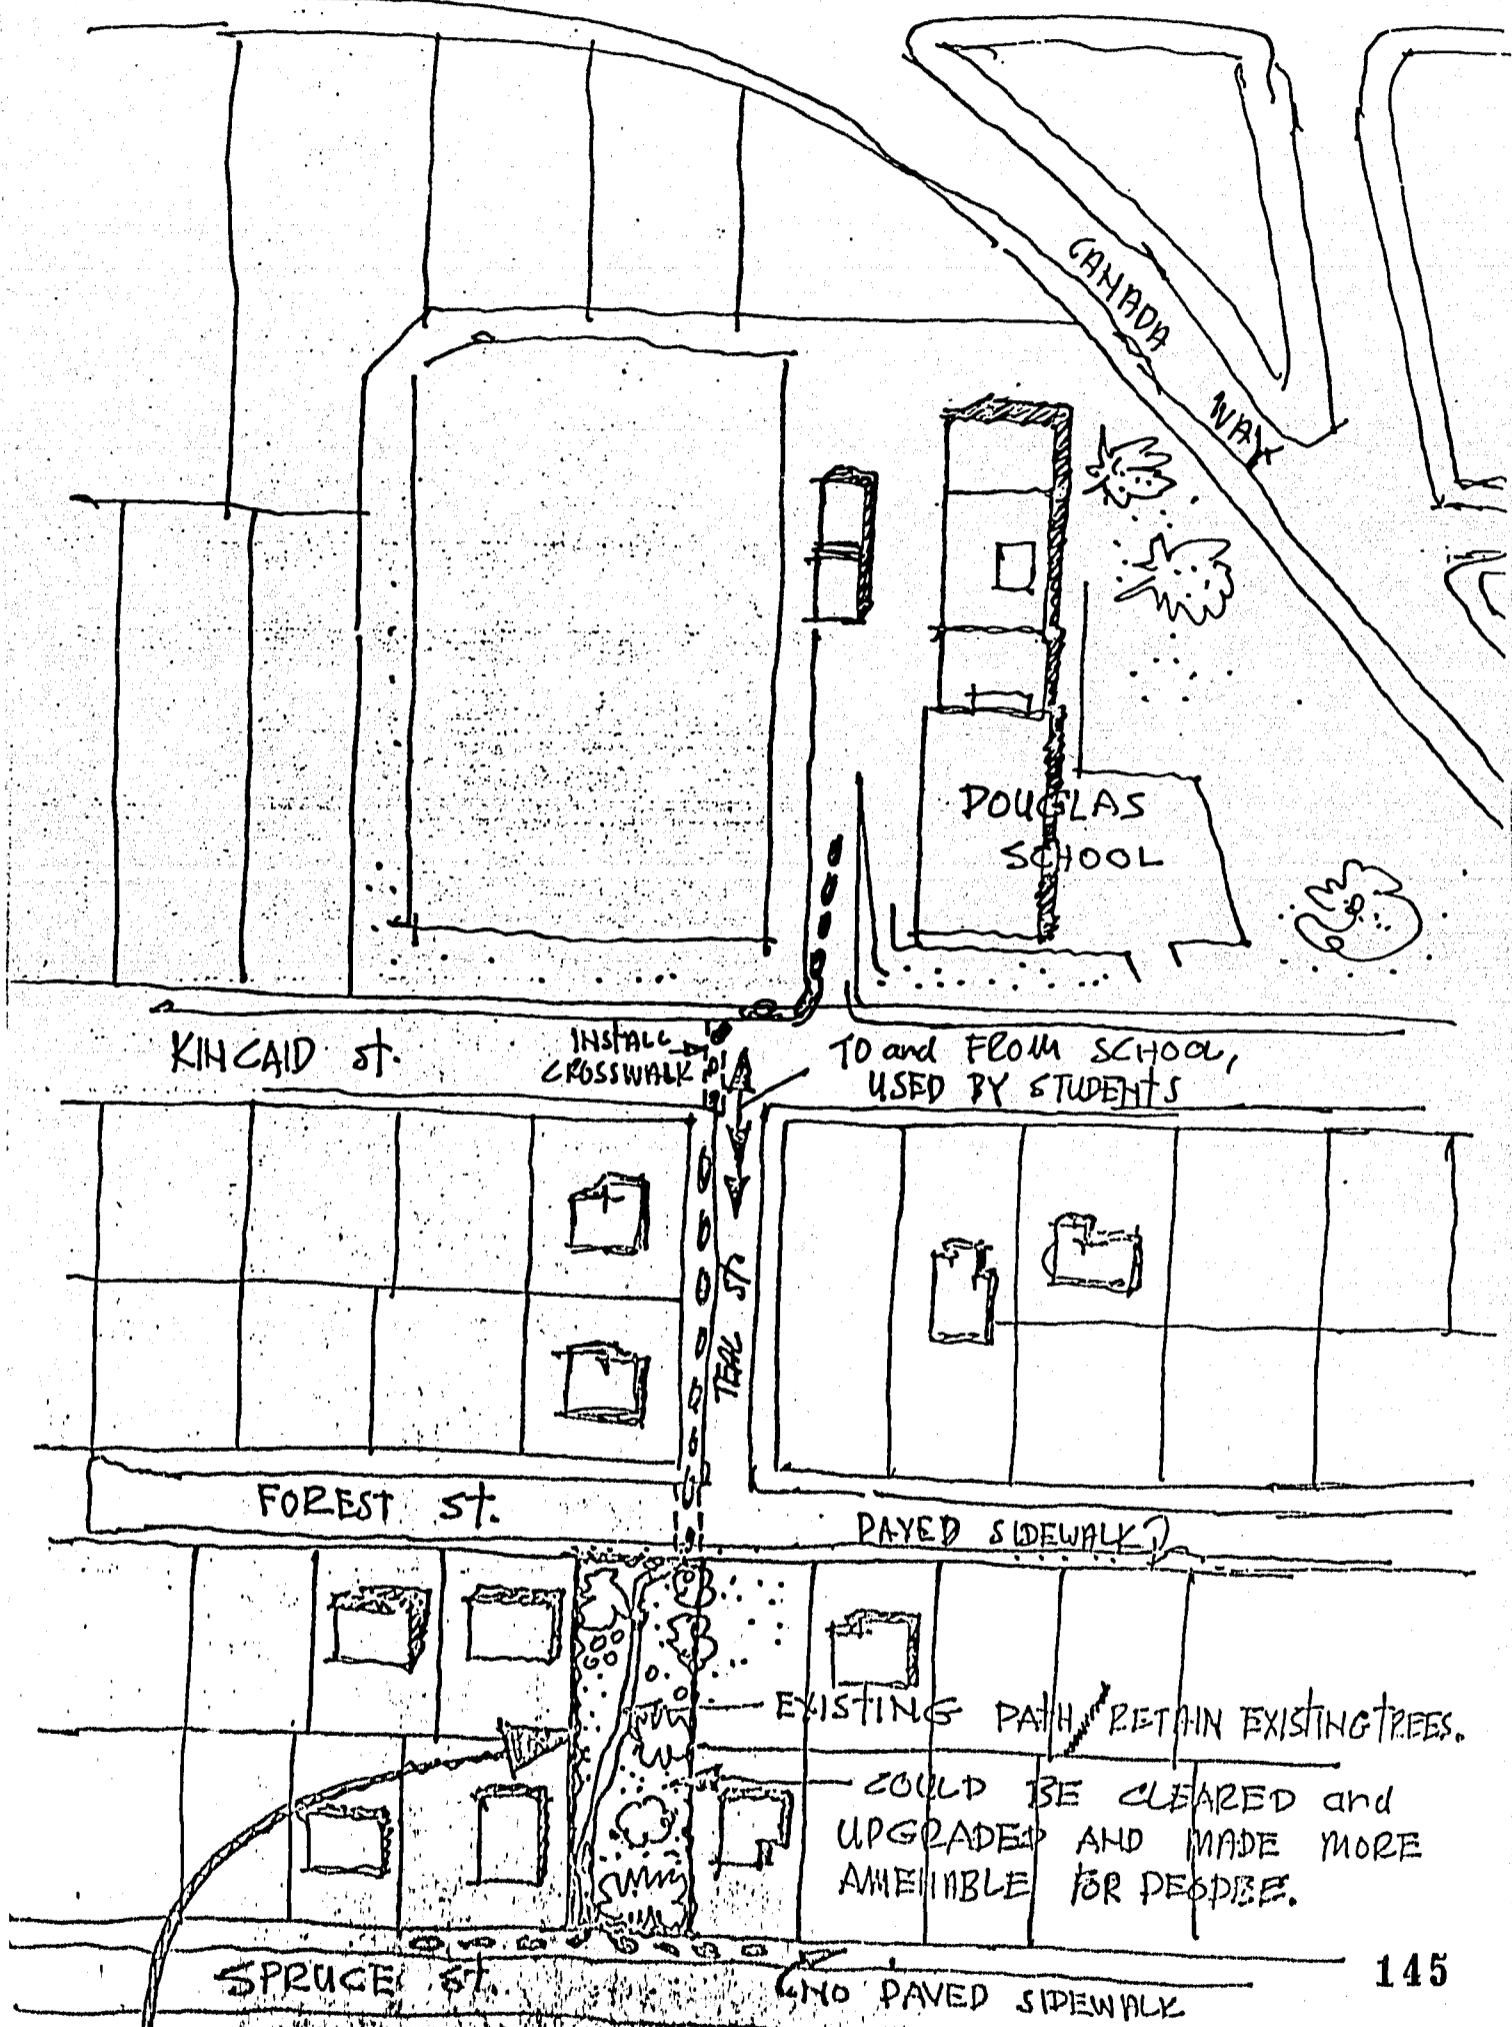 CANADA
WAY
DOUGLAS
SCHOOL
KINCAID St.
INSTALL
CROSSWALK
TO and FROM SCHOOL,
USED BY STUDENTS
TEAL St.
FOREST St.
PAVED SIDEWALK?
EXISTING PATH/RETAIN EXISTING TREES.
COULD BE CLEARED and
UPGRADED AND MADE MORE
FOR PEOPLE.
SPRUCE St.
NO PAVED SIDEWALK
145